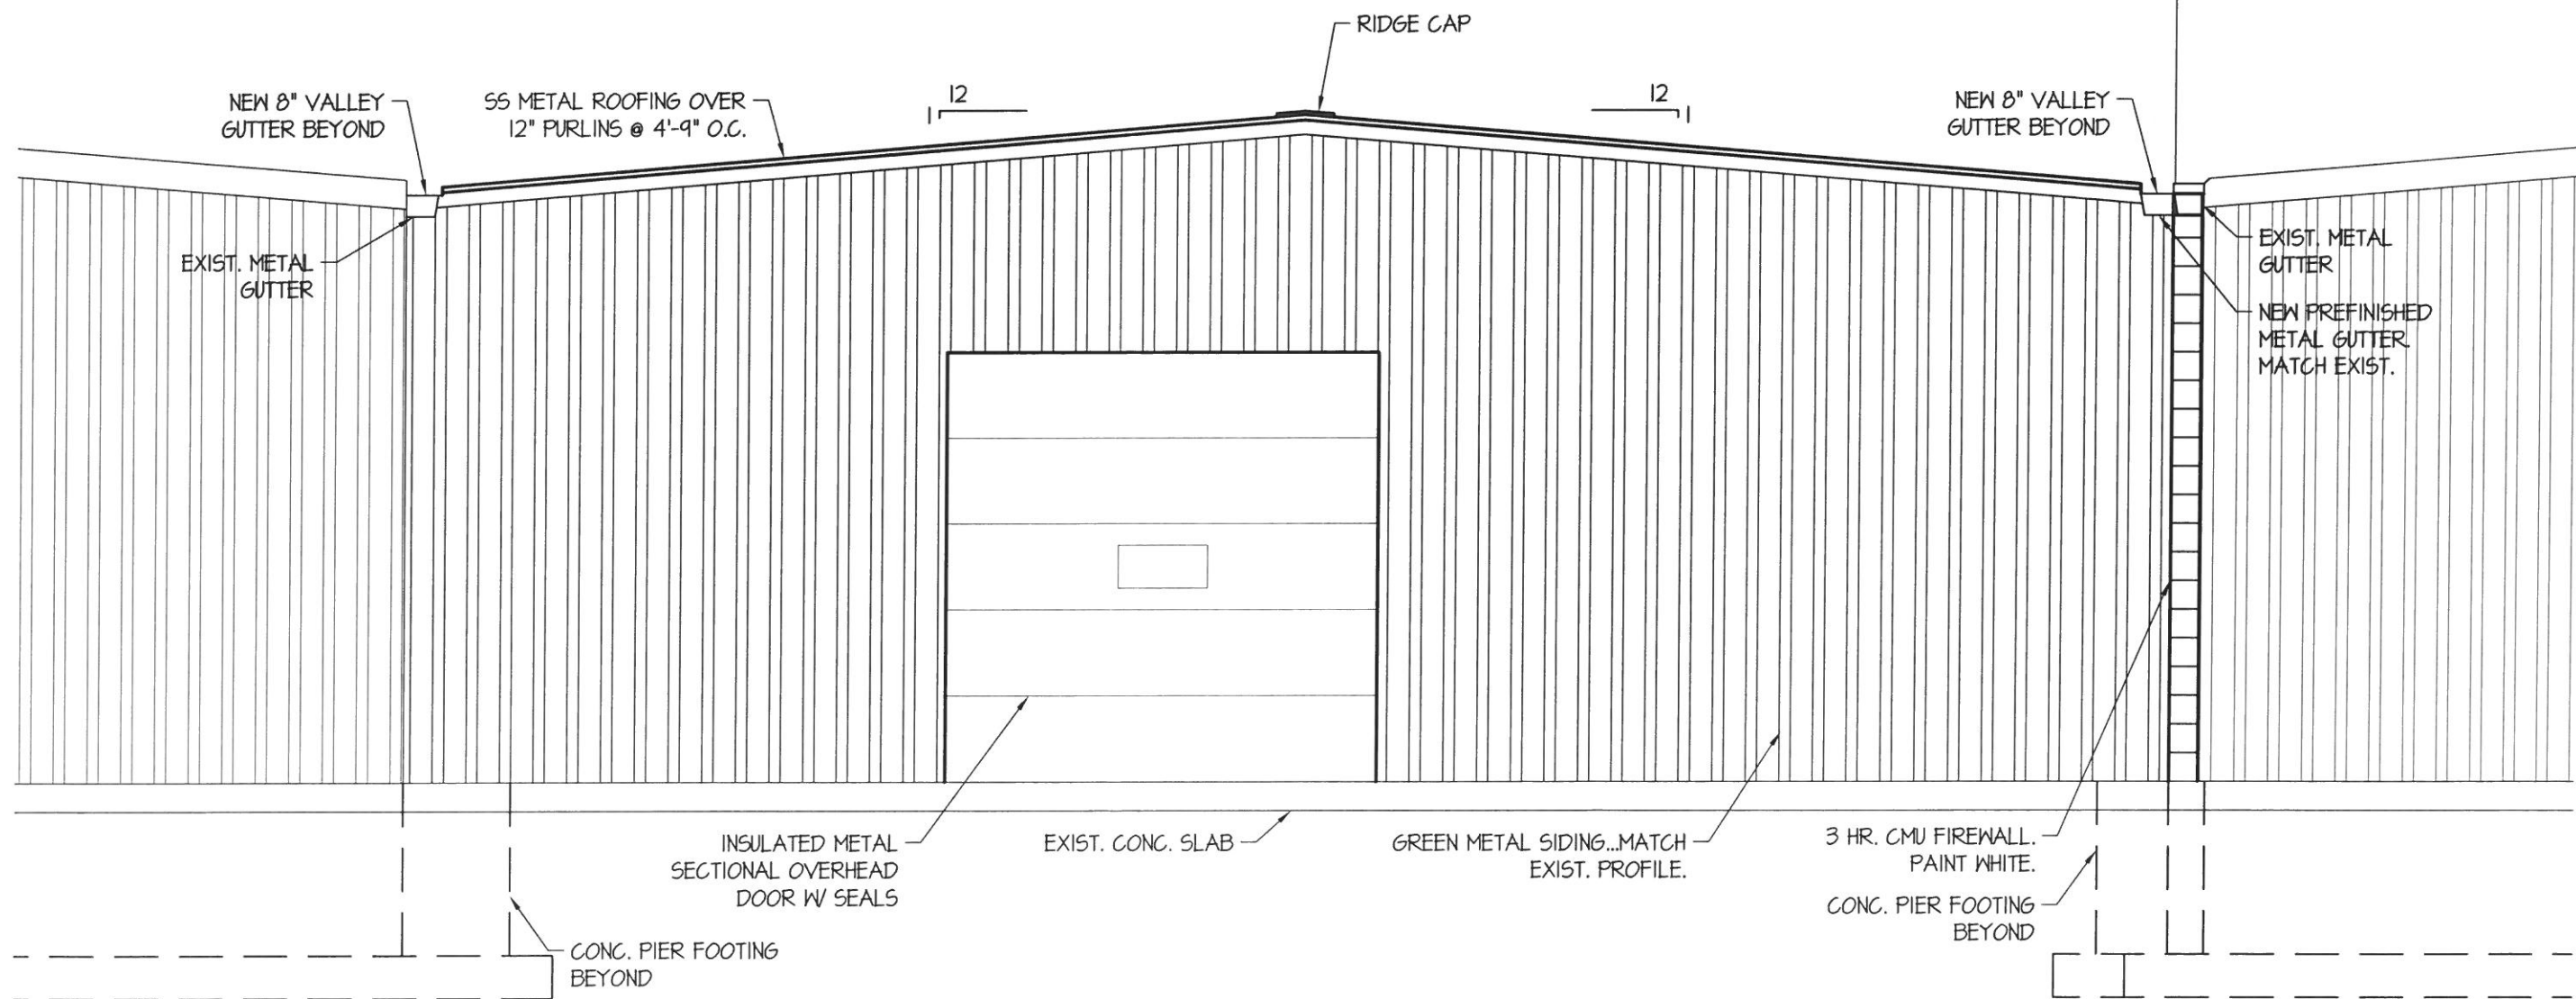 RIDGE CAP
NEW 8" VALLEY
GUTTER BEYOND
SS METAL ROOFING OVER
12" PURLINS @ 4'-9" O.C.
12
1
12
1
NEW 8" VALLEY
GUTTER BEYOND
EXIST. METAL
GUTTER
EXIST. METAL
GUTTER
NEW PREFINISHED
METAL GUTTER.
MATCH EXIST.
INSULATED METAL
SECTIONAL OVERHEAD
DOOR W/ SEALS
EXIST. CONC. SLAB
GREEN METAL SIDING...MATCH
EXIST. PROFILE.
3 HR. CMU FIREWALL.
PAINT WHITE.
CONC. PIER FOOTING
BEYOND
CONC. PIER FOOTING
BEYOND